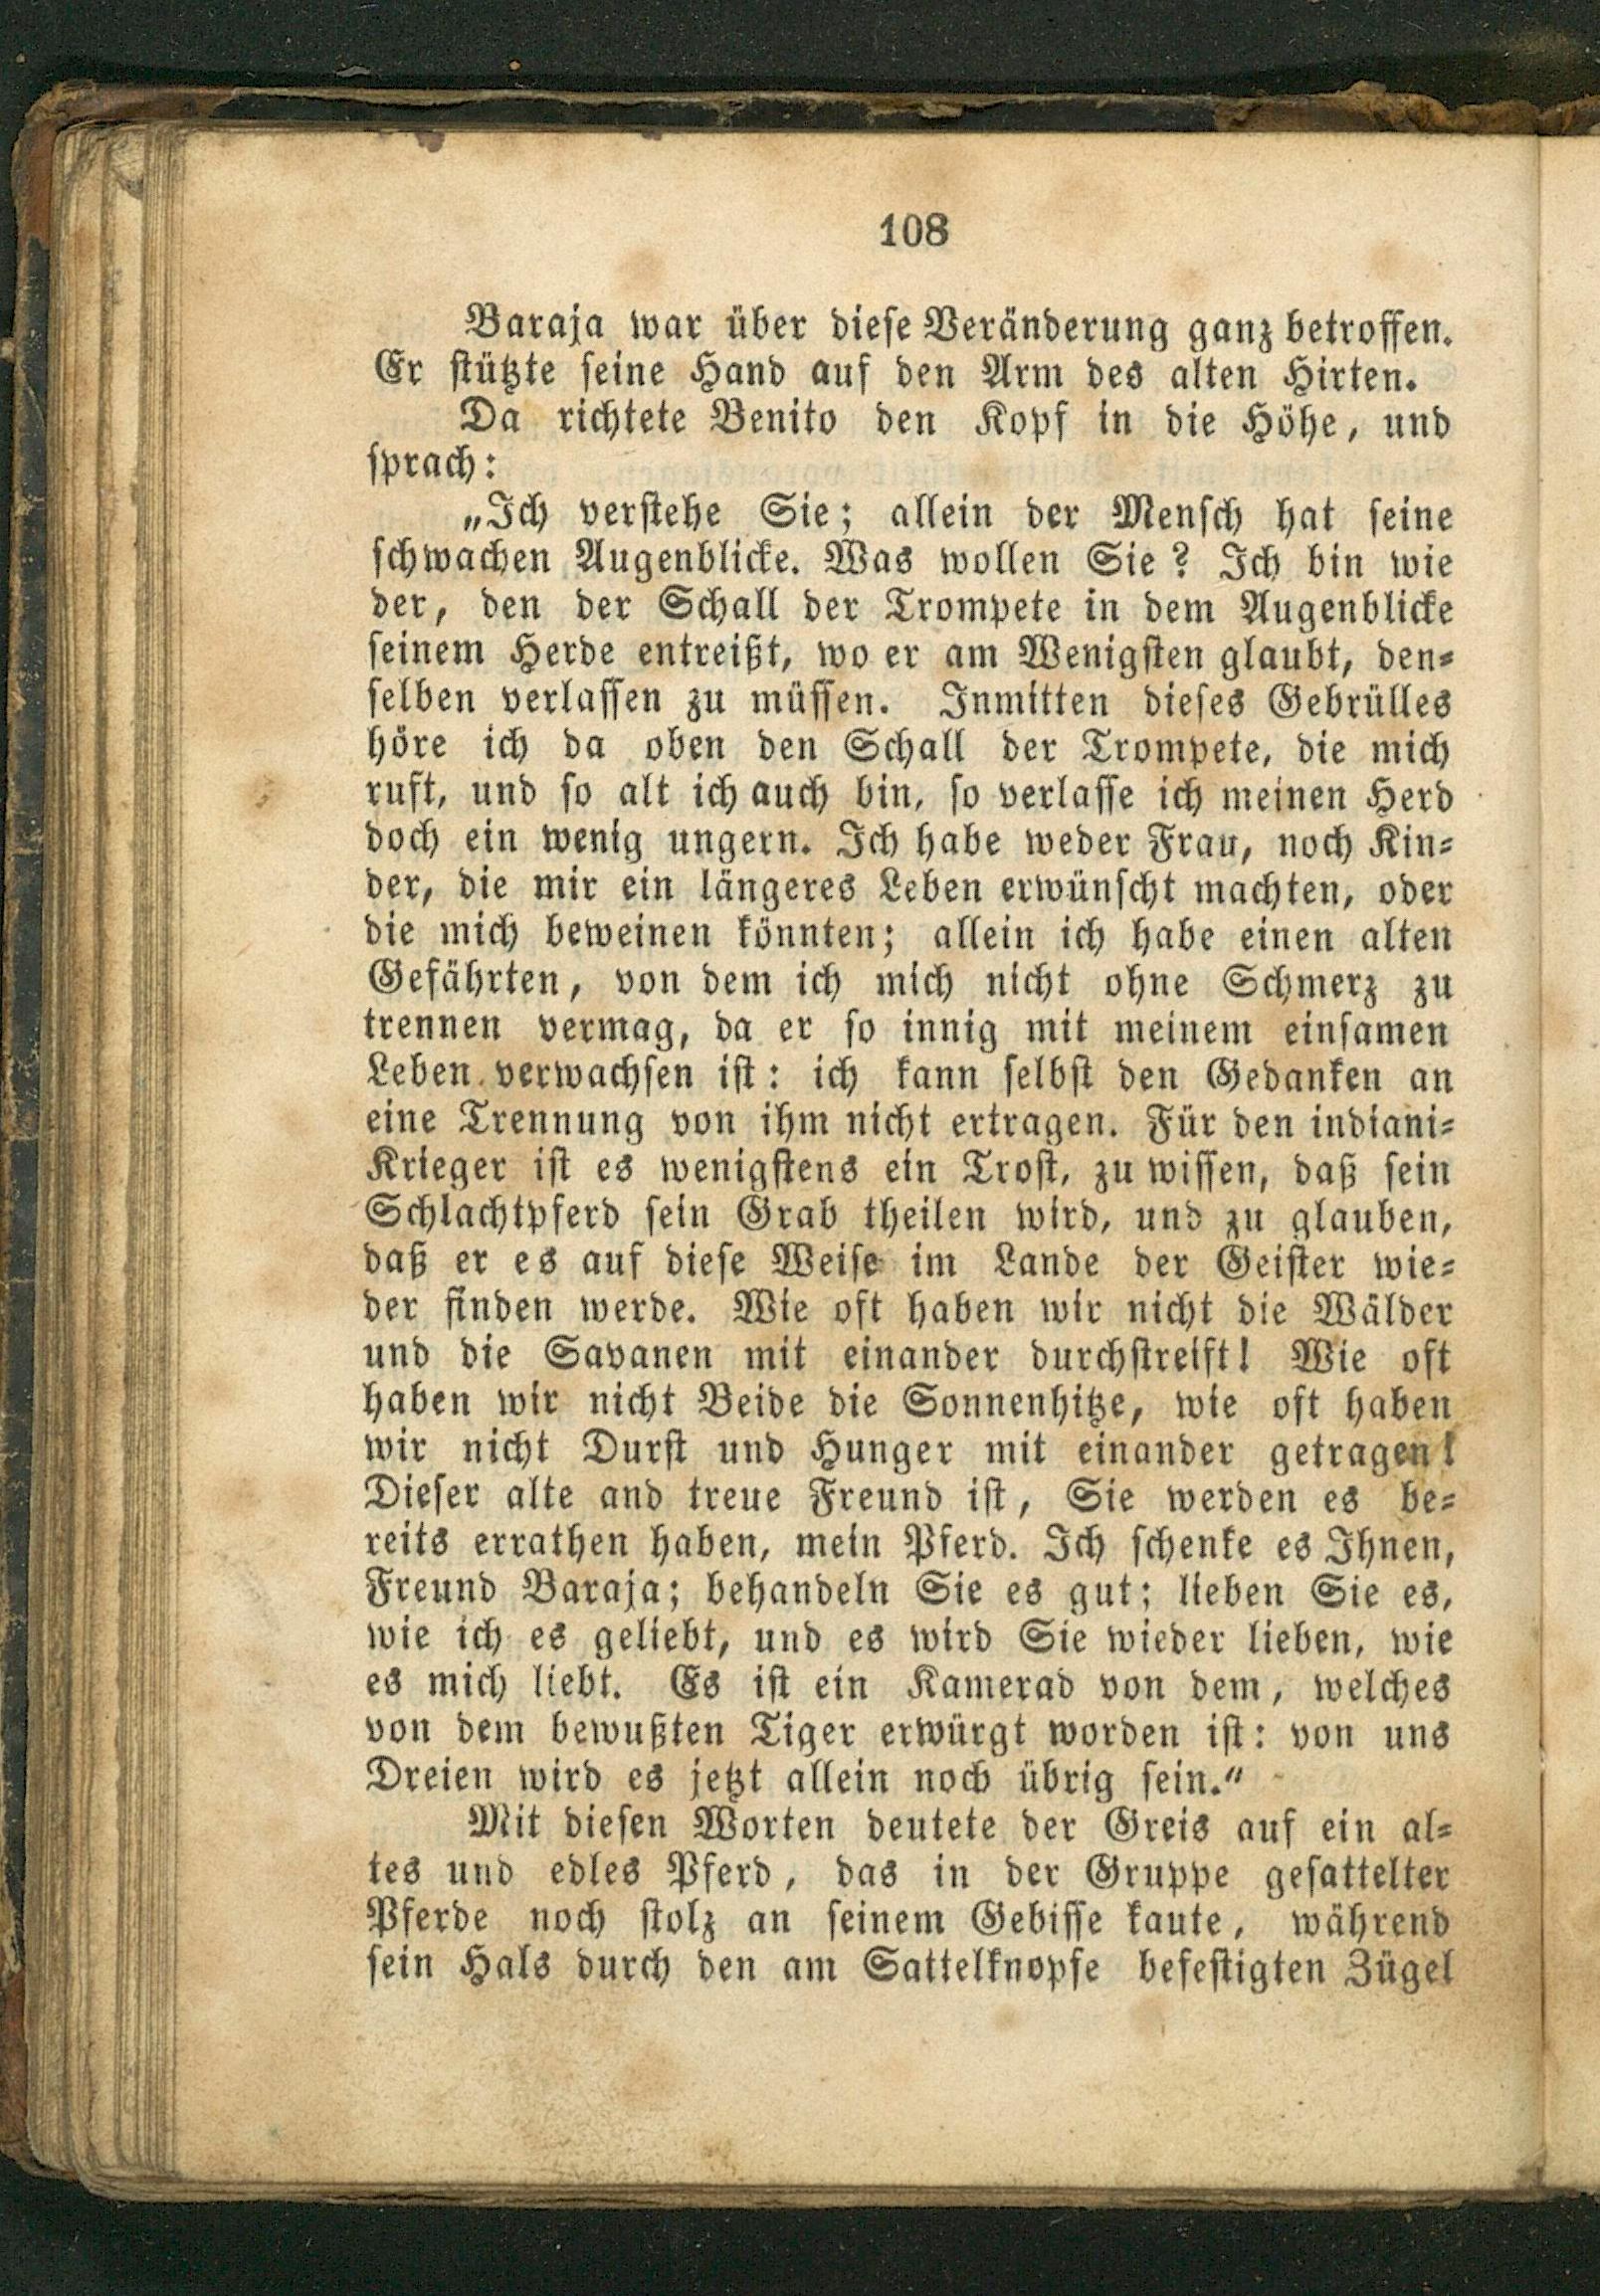 108
Baraja war über diese Veränderung ganz betroffen.
Er stützte seine Hand auf den Arm des alten Hirten.
Da richtete Benito den Kopf in die Höhe, und
sprach:
„Ich verstehe Sie; allein der Mensch hat seine
schwachen Augenblicke. Was wollen Sie? Ich bin wie
der, den der Schall der Trompete in dem Augenblicke
seinem Herde entreißt, wo er am Wenigsten glaubt, den-
selben verlassen zu müssen. Inmitten dieses Gebrülles
höre ich da oben den Schall der Trompete, die mich
ruft, und so alt ich auch bin, so verlasse ich meinen Herd
doch ein wenig ungern. Ich habe weder Frau, noch Kin-
der, die mir ein längeres Leben erwünscht machten, oder
die mich beweinen könnten; allein ich habe einen alten
Gefährten, von dem ich mich nicht ohne Schmerz zu
trennen vermag, da er so innig mit meinem einsamen
Leben verwachsen ist: ich kann selbst den Gedanken an
eine Trennung von ihm nicht ertragen. Für den indiani-
Krieger ist es wenigstens ein Trost, zu wissen, daß sein
Schlachtpferd sein Grab theilen wird, und zu glauben,
daß er es auf diese Weise im Lande der Geister wie-
der finden werde. Wie oft haben wir nicht die Wälder
und die Savanen mit einander durchstreift! Wie oft
haben wir nicht Beide die Sonnenhitze, wie oft haben
wir nicht Durst und Hunger mit einander getragen!
Dieser alte and treue Freund ist, Sie werden es be-
reits errathen haben, mein Pferd. Ich schenke es Ihnen,
Freund Baraja; behandeln Sie es gut; lieben Sie es,
wie ich es geliebt, und es wird Sie wieder lieben, wie
es mich liebt. Es ist ein Kamerad von dem, welches
von dem bewußten Tiger erwürgt worden ist: von uns
Dreien wird es jetzt allein noch übrig sein.“
Mit diesen Worten deutete der Greis auf ein al-
tes und edles Pferd, das in der Gruppe gesattelter
Pferde noch stolz an seinem Gebisse kaute, während
sein Hals durch den am Sattelknopfe befestigten Zügel